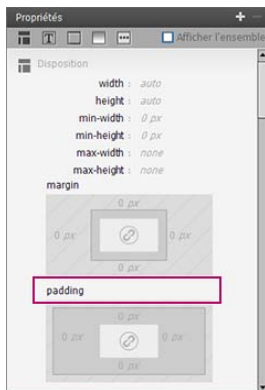 Propriétés
Afficher l'ensemble
Disposition
width : auto
height : auto
min-width : 0 px
min-height : 0 px
max-width : none
max-height : none
margin
0 px
0 px 0 px
0 px
padding
0 px
0 px 0 px
0 px